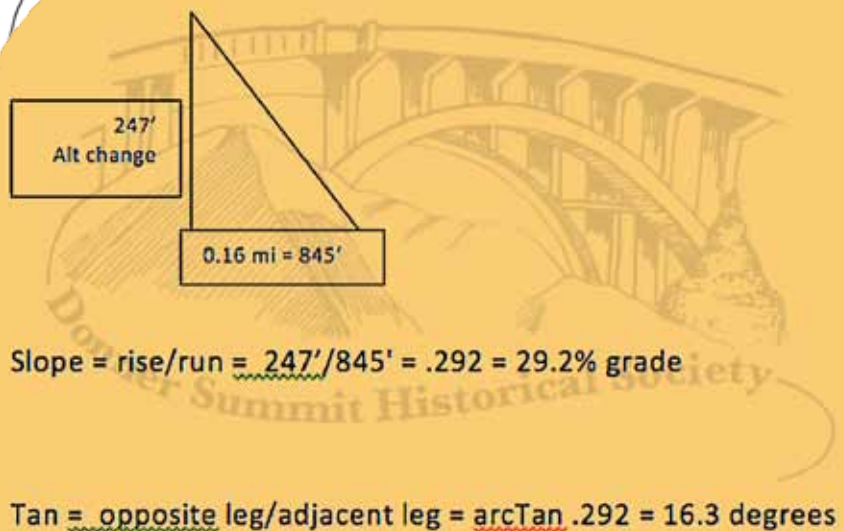 247'
Alt change
0.16 mi = 845'
Slope = rise/run = 247'/845' = .292 = 29.2% grade
Donner Summit Historical Society
Tan = opposite leg/adjacent leg = arcTan .292 = 16.3 degrees